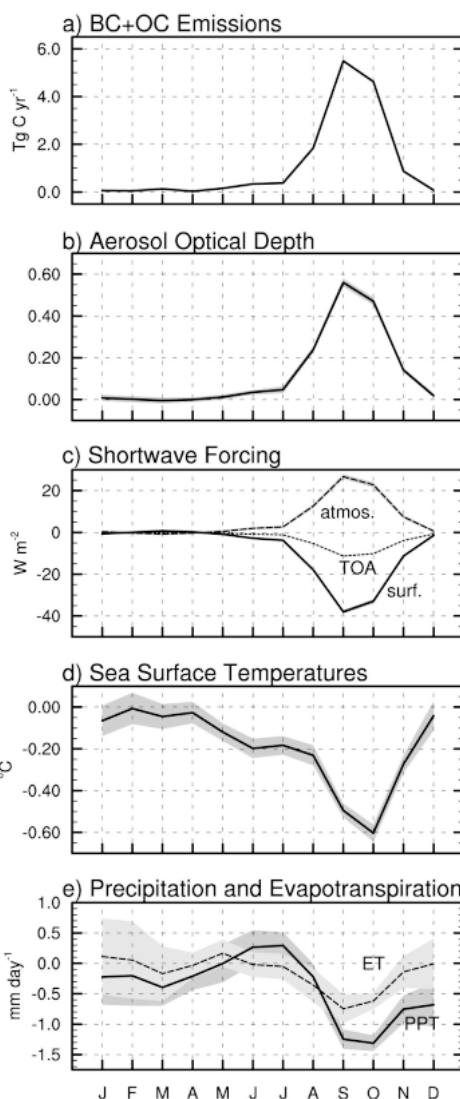 a) BC+OC Emissions
6.0
4.0
2.0
0.0
Tg C yr⁻¹
b) Aerosol Optical Depth
0.60
0.40
0.20
0.00
c) Shortwave Forcing
20
0
-20
-40
W m⁻²
atmos.
TOA
surf.
d) Sea Surface Temperatures
0.00
-0.20
-0.40
-0.60
°C
e) Precipitation and Evapotranspiration
1.0
0.5
0.0
-0.5
-1.0
-1.5
mm day⁻¹
ET
PPT
J F M A M J J A S O N D